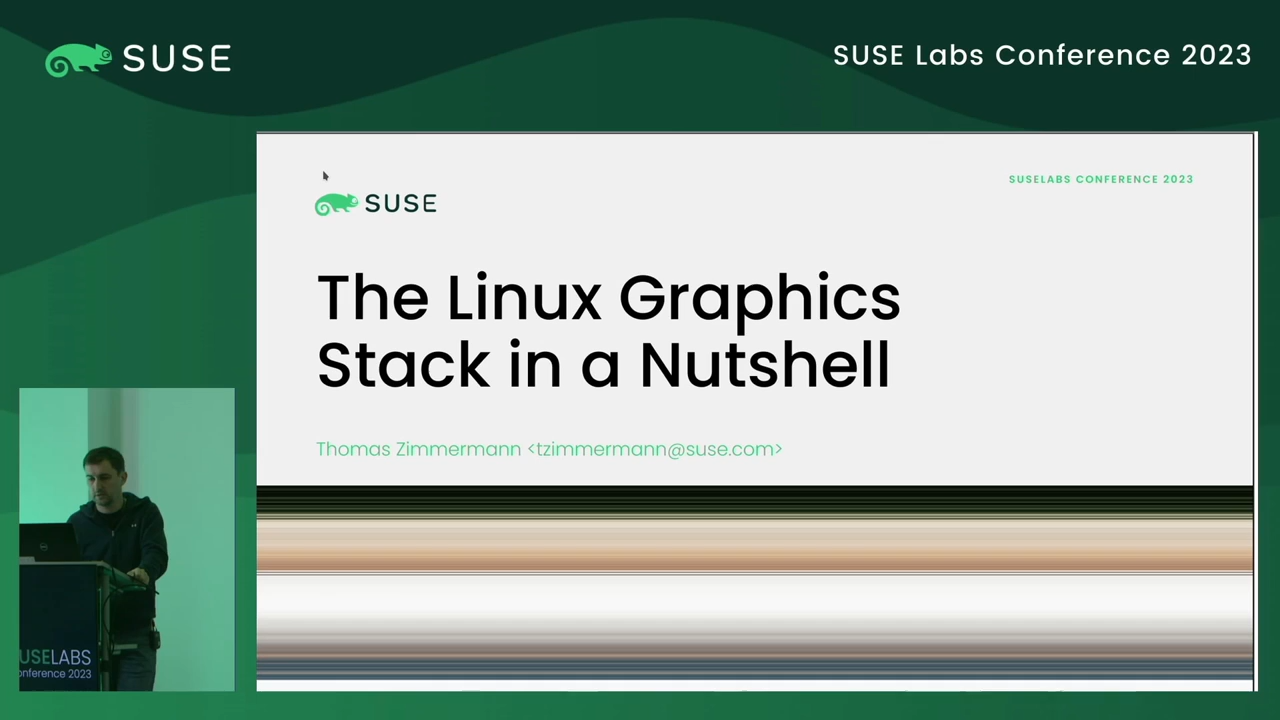 SUSE
SUSE Labs Conference 2023
SUSE
SUSELABS CONFERENCE 2023
The Linux Graphics
Stack in a Nutshell
Thomas Zimmermann <tzimmermann@suse.com>
USELABS
onference 2023